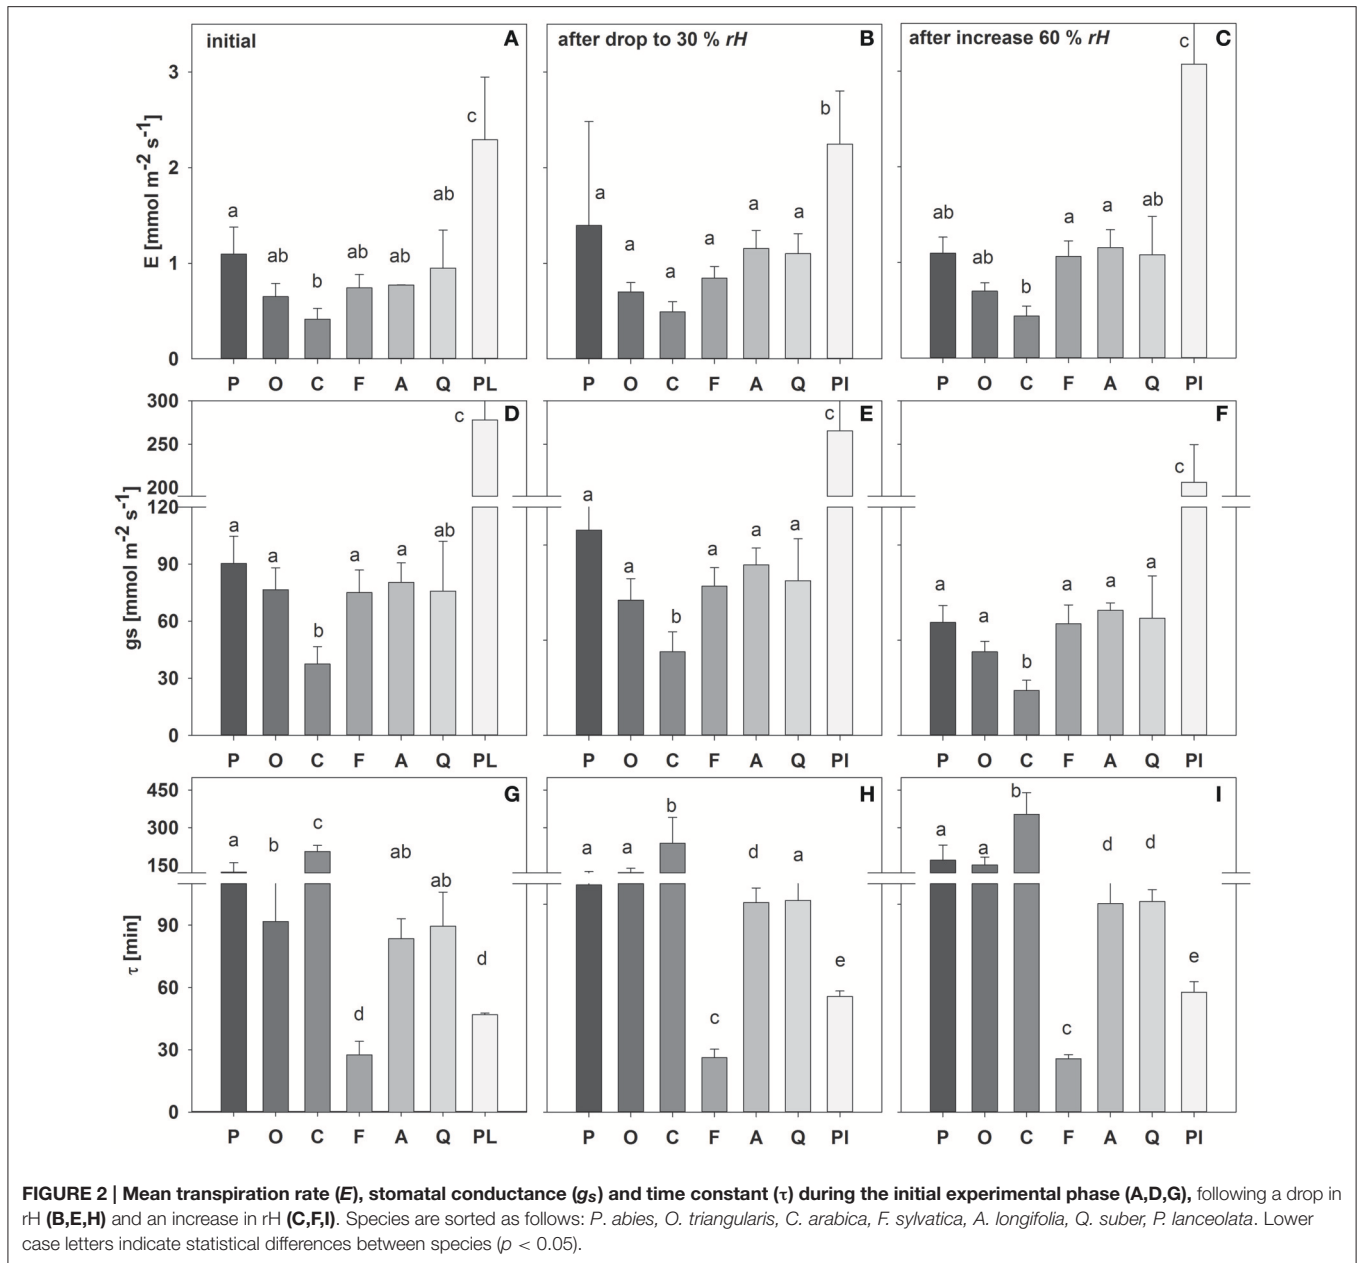 initial A
after drop to 30 % rH B
after increase 60 % rH C
E [mmol m-2 s-1]
3
2
1
0
a ab b ab ab ab c
a a a a a a b
ab ab b a a ab c
P O C F A Q PL
P O C F A Q Pl
P O C F A Q Pl
D
E
F
gs [mmol m-2 s-1]
300
250
200
120
90
60
30
0
a a b a a ab c
a a b a a a c
a a b a a a c
P O C F A Q PL
P O C F A Q Pl
P O C F A Q Pl
G
H
I
τ [min]
450
300
150
90
60
30
0
a b c d ab ab d
a a b c d a e
a a b c d d e
P O C F A Q PL
P O C F A Q Pl
P O C F A Q Pl
FIGURE 2 | Mean transpiration rate (E), stomatal conductance (gs) and time constant (τ) during the initial experimental phase (A,D,G), following a drop in
rH (B,E,H) and an increase in rH (C,F,I). Species are sorted as follows: P. abies, O. triangularis, C. arabica, F. sylvatica, A. longifolia, Q. suber, P. lanceolata. Lower
case letters indicate statistical differences between species (p < 0.05).